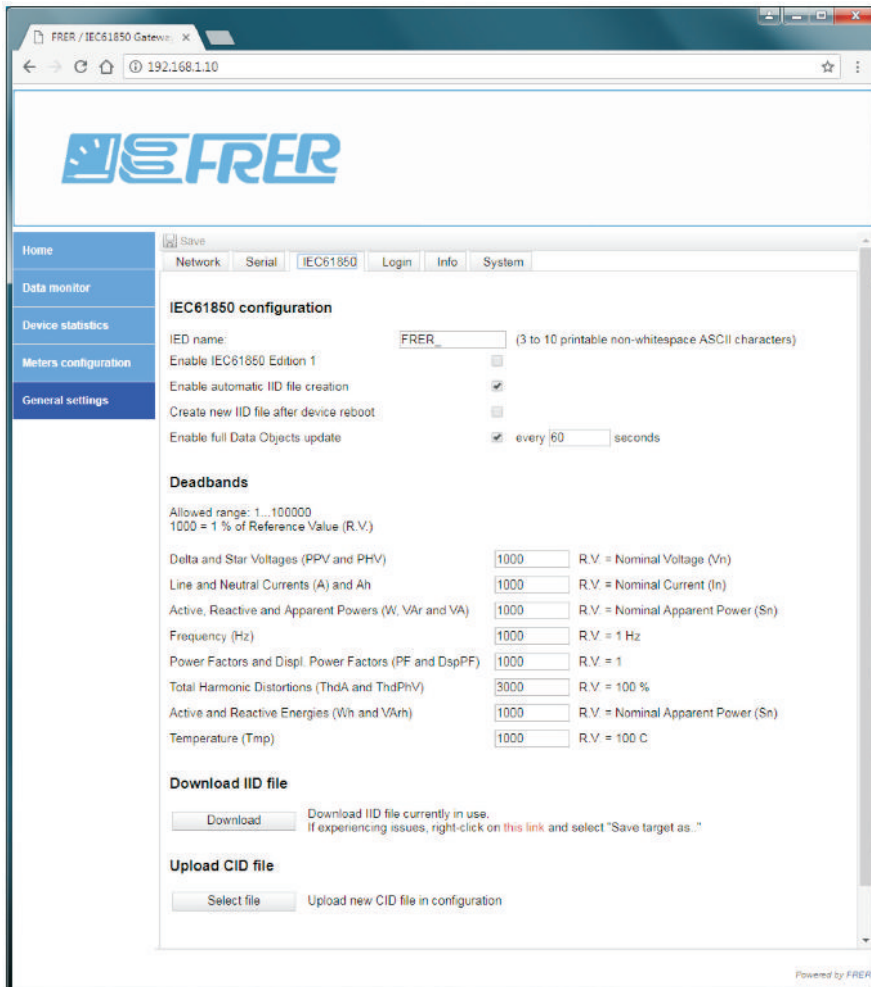 FRER / IEC61850 Gatewa
192.168.1.10
FRER
Home
Data monitor
Device statistics
Meters configuration
General settings
Save
Network Serial IEC61850 Login Info System
IEC61850 configuration
IED name: FRER_ (3 to 10 printable non-whitespace ASCII characters)
Enable IEC61850 Edition 1
Enable automatic IID file creation
Create new IID file after device reboot
Enable full Data Objects update every 60 seconds
Deadbands
Allowed range: 1...100000
1000 = 1 % of Reference Value (R.V.)
Delta and Star Voltages (PPV and PHV) 1000 R.V. = Nominal Voltage (Vn)
Line and Neutral Currents (A) and Ah 1000 R.V. = Nominal Current (In)
Active, Reactive and Apparent Powers (W, VAr and VA) 1000 R.V. = Nominal Apparent Power (Sn)
Frequency (Hz) 1000 R.V. = 1 Hz
Power Factors and Displ. Power Factors (PF and DspPF) 1000 R.V. = 1
Total Harmonic Distortions (ThdA and ThdPhV) 3000 R.V. = 100 %
Active and Reactive Energies (Wh and VArh) 1000 R.V. = Nominal Apparent Power (Sn)
Temperature (Tmp) 1000 R.V. = 100 C
Download IID file
Download Download IID file currently in use.
If experiencing issues, right-click on this link and select "Save target as.."
Upload CID file
Select file Upload new CID file in configuration
Powered by FRER